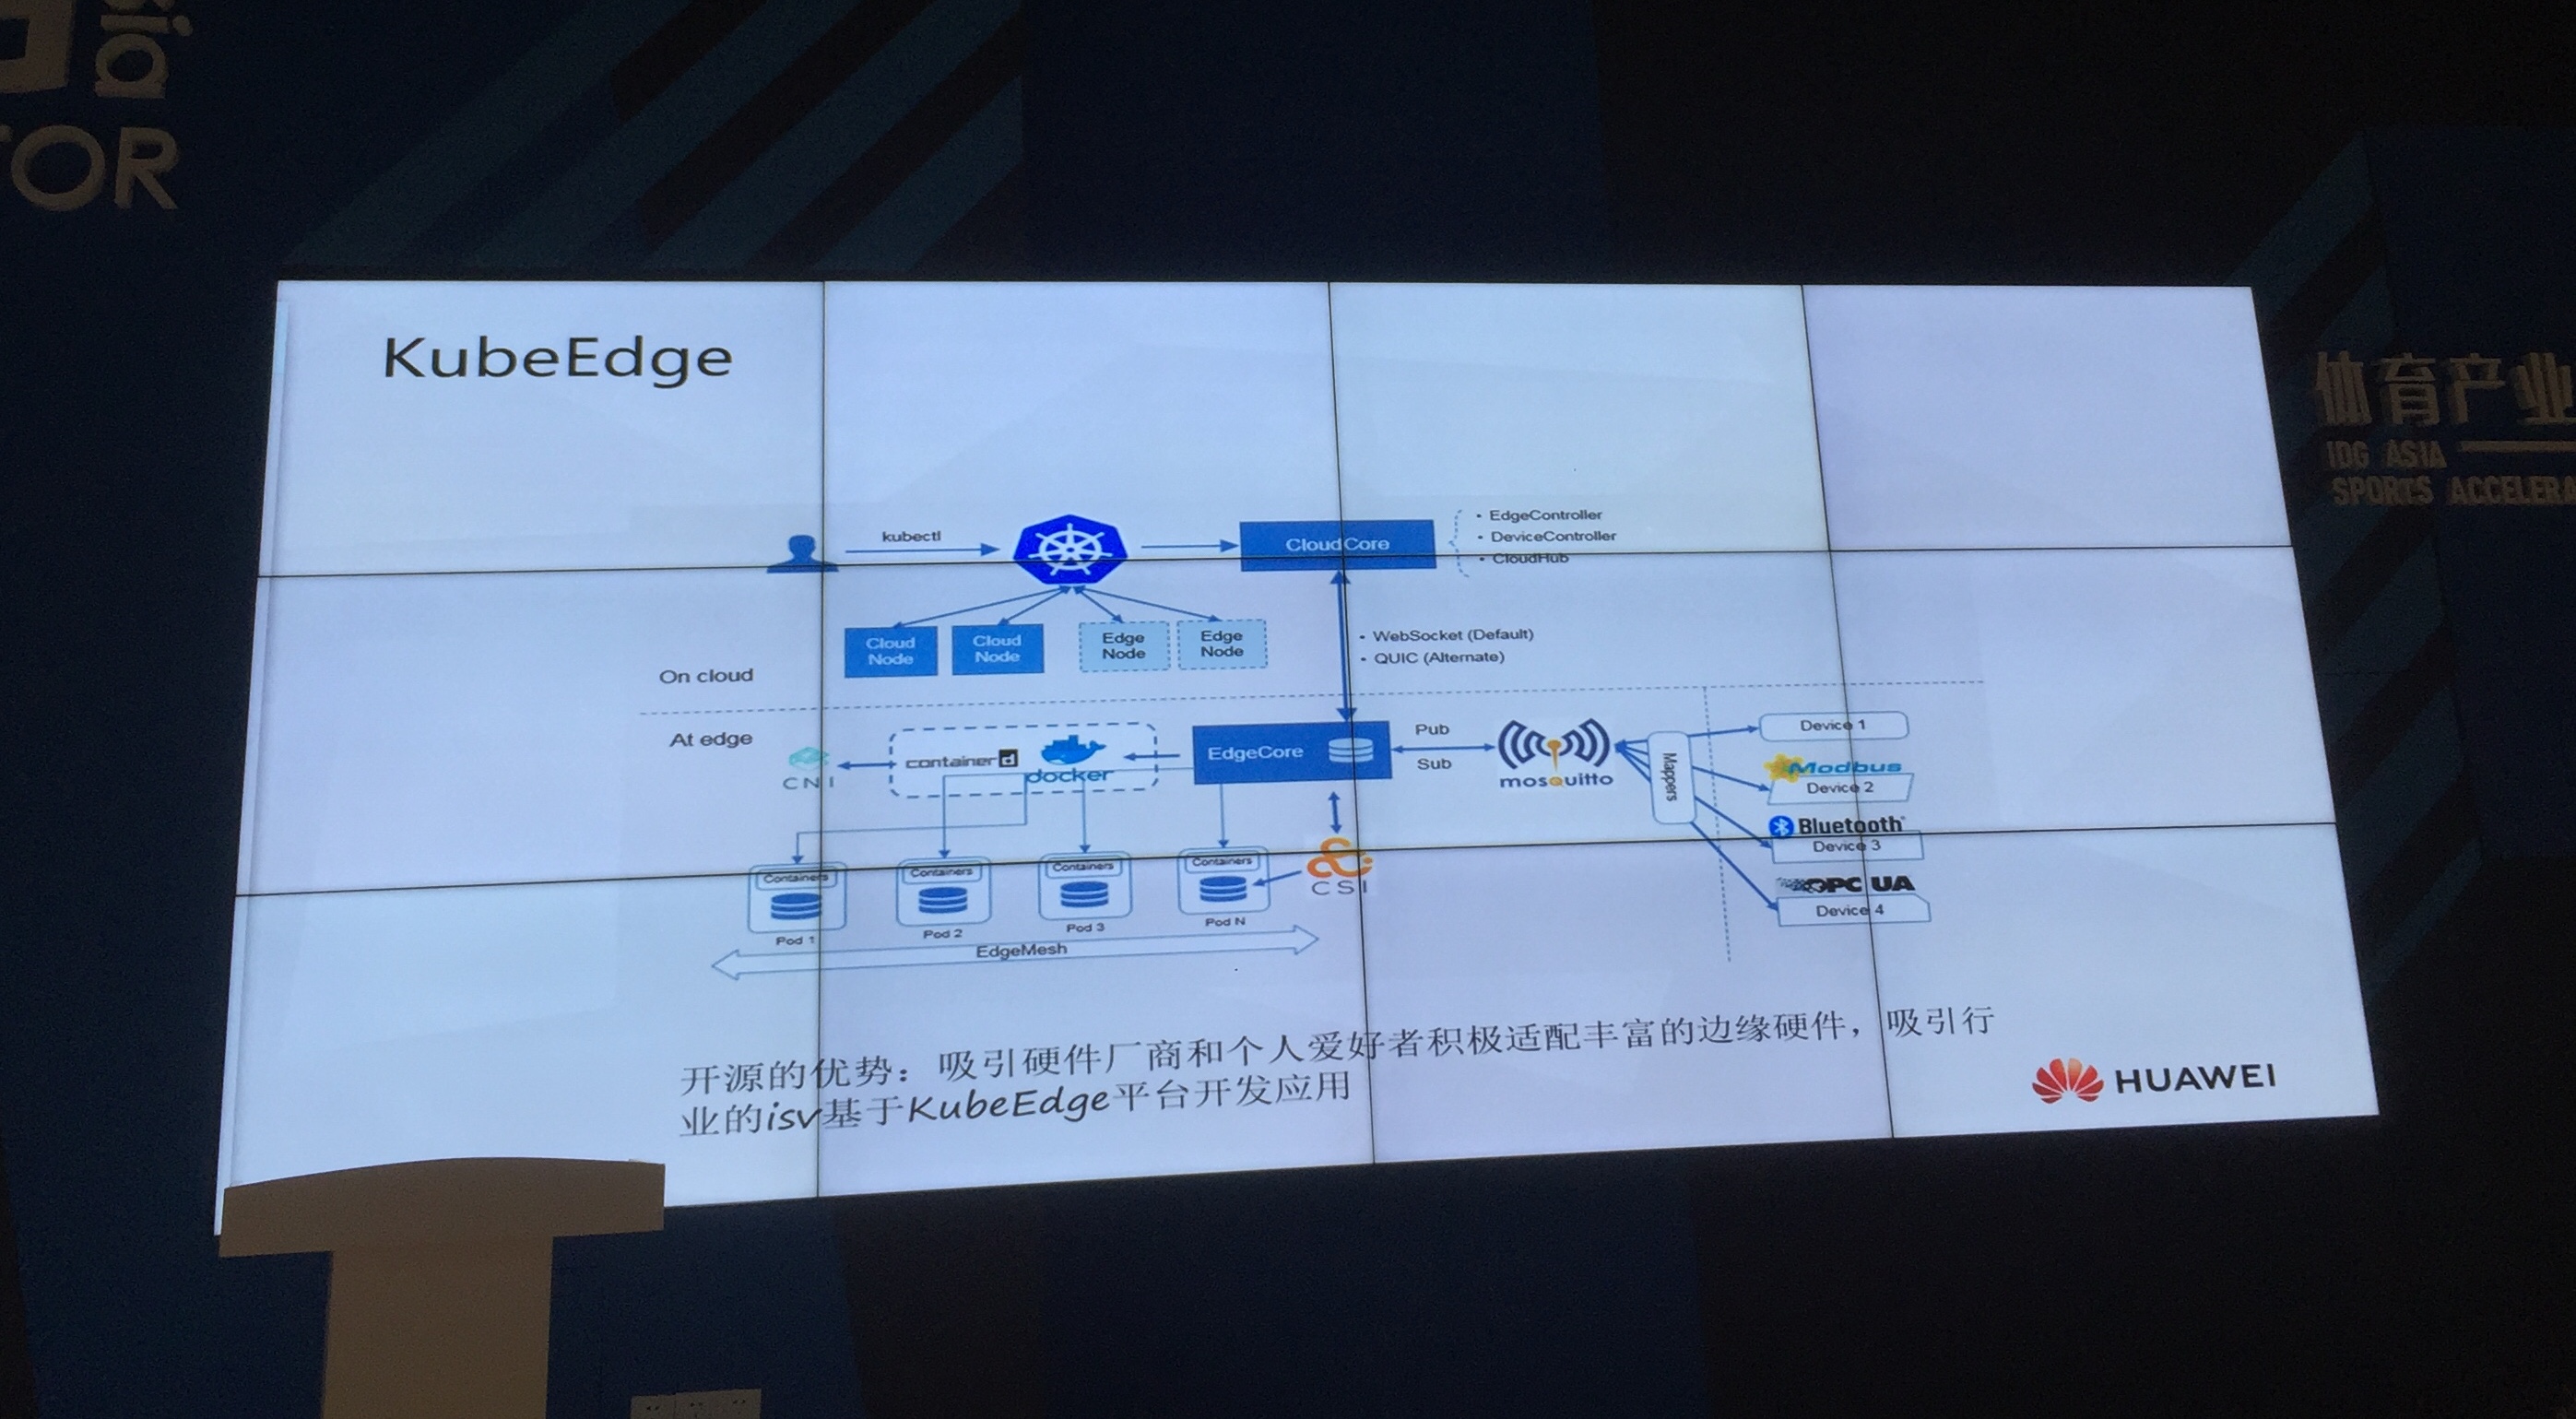 sia
TOR
体育产业
IDG ASIA
SPORTS ACCELERA
KubeEdge
kubectl
CloudCore
• EdgeController
• DeviceController
• CloudHub
Cloud Node
Cloud Node
Edge Node
Edge Node
• WebSocket (Default)
• QUIC (Alternate)
On cloud
At edge
CNI
containerd
docker
EdgeCore
Pub
Sub
mosquitto
Mappers
Device 1
Modbus
Device 2
Bluetooth
Device 3
OPC UA
Device 4
Containers
Containers
Containers
Containers
CSI
Pod 1
Pod 2
Pod 3
Pod N
EdgeMesh
开源的优势：吸引硬件厂商和个人爱好者积极适配丰富的边缘硬件，吸引行
业的isv基于KubeEdge平台开发应用
HUAWEI